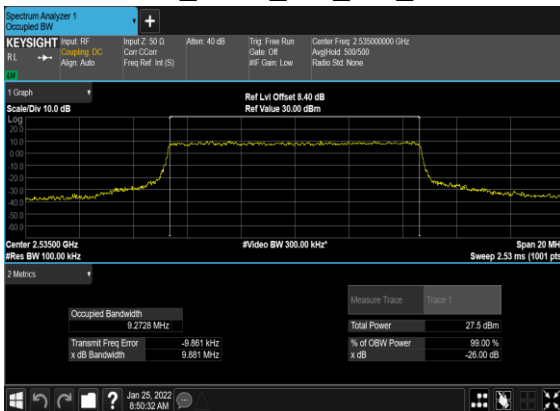 Spectrum Analyzer 1
Occupied BW
KEYSIGHT
RL
Input: RF
Coupling: DC
Align: Auto
Input Z: 50 Ω
Corr CCorr
Freq Ref: Int (S)
Atten: 40 dB
Trig: Free Run
Gate: Off
#IF Gain: Low
Center Freq: 2.535000000 GHz
Avg|Hold: 500/500
Radio Std: None
1 Graph
Scale/Div 10.0 dB
Ref Lvl Offset 8.40 dB
Ref Value 30.00 dBm
Log
20.0
10.0
0.00
-10.0
-20.0
-30.0
-40.0
-50.0
-60.0
Center 2.53500 GHz
#Res BW 100.00 kHz
#Video BW 300.00 kHz*
Span 20 MH
Sweep 2.53 ms (1001 pts
2 Metrics
Measure Trace
Trace 1
Occupied Bandwidth
9.2728 MHz
Total Power
27.5 dBm
Transmit Freq Error
-9.861 kHz
% of OBW Power
99.00 %
x dB Bandwidth
9.881 MHz
x dB
-26.00 dB
Jan 25, 2022
8:50:32 AM